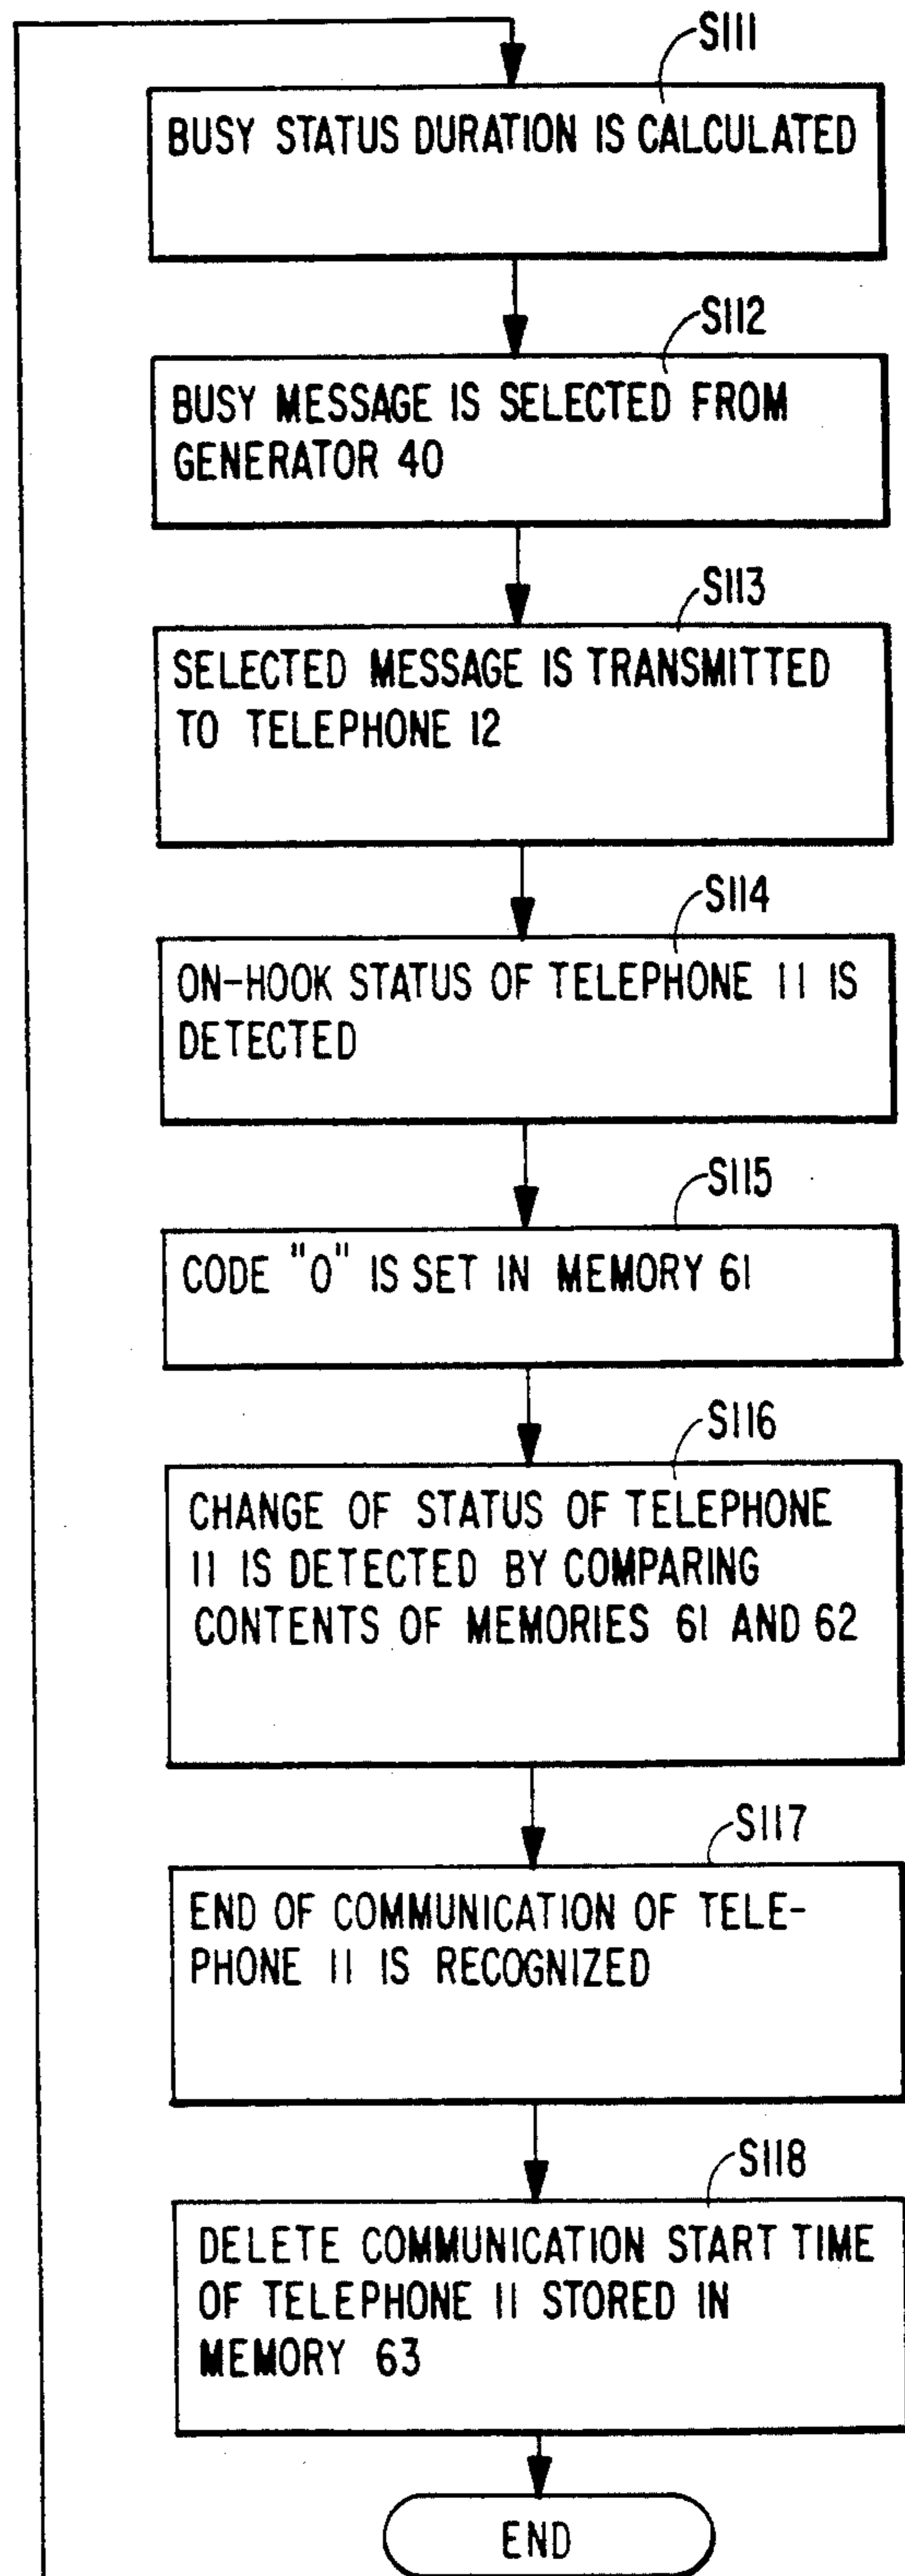 S111
BUSY STATUS DURATION IS CALCULATED
S112
BUSY MESSAGE IS SELECTED FROM
GENERATOR 40
S113
SELECTED MESSAGE IS TRANSMITTED
TO TELEPHONE 12
S114
ON-HOOK STATUS OF TELEPHONE 11 IS
DETECTED
S115
CODE "0" IS SET IN MEMORY 61
S116
CHANGE OF STATUS OF TELEPHONE
11 IS DETECTED BY COMPARING
CONTENTS OF MEMORIES 61 AND 62
S117
END OF COMMUNICATION OF TELE-
PHONE 11 IS RECOGNIZED
S118
DELETE COMMUNICATION START TIME
OF TELEPHONE 11 STORED IN
MEMORY 63
END